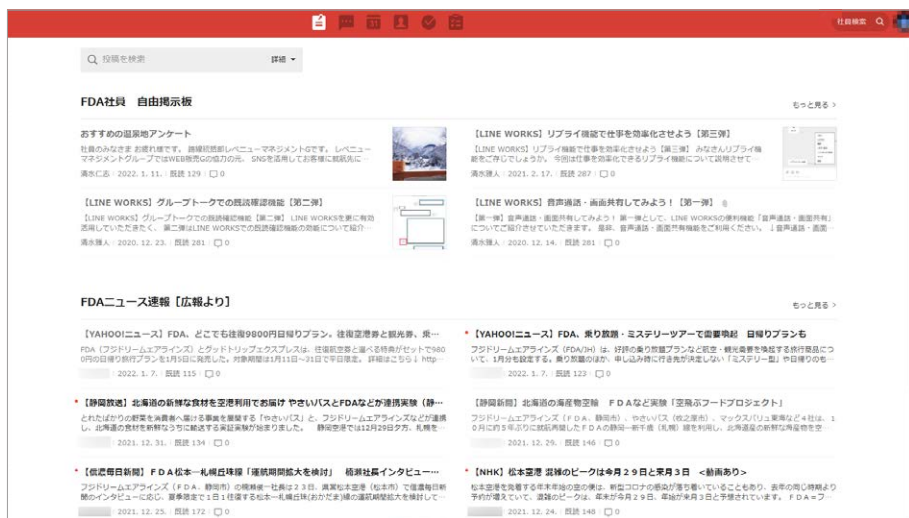 社員検索
投稿を検索
詳細
FDA社員 自由掲示板
もっと見る >
おすすめの温泉地アンケート
社員のみなさま お疲れ様です。 路線統括部レベニューマネジメントGです。 レベニュー
マネジメントグループではWEB販売Gの協力の元、 SNSを活用してお客様に就航先に…
清水仁志 2022. 1. 11. 既読 129 0
【LINE WORKS】リプライ機能で仕事を効率化させよう【第三弾】
【LINE WORKS】リプライ機能で仕事を効率化させよう【第三弾】 みなさんリプライ機
能をご存じでしょうか。 今回は仕事を効率化できるリプライ機能について説明させて…
清水雅人 2021. 2. 17. 既読 287 0
【LINE WORKS】グループトークでの既読確認機能【第二弾】
【LINE WORKS】グループトークでの既読確認機能【第二弾】 LINE WORKSを更に有効
活用していただきたく、 第二弾はLINE WORKSでの既読確認機能の効能について紹介…
清水雅人 2020. 12. 23. 既読 281 0
【LINE WORKS】音声通話・画面共有してみよう!【第一弾】
【第一弾】音声通話・画面共有してみよう! 第一弾として、LINE WORKSの便利機能「音声通話・画面共有」
についてご紹介させていただきます。 是非、音声通話・画面共有機能をご利用ください。 ↓音声通話・画面…
清水雅人 2020. 12. 14. 既読 281 0
FDAニュース速報【広報より】
もっと見る >
【YAHOO!ニュース】FDA、どこでも往復9800円日帰りプラン。往復空港券と観光券、乗…
FDA(フジドリームエアラインズ)とグッドトリップエクスプレスは、往復航空券と選べる特典がセットで980
0円の日帰り旅行プランを1月5日に発売した。対象期間は1月11日~31日で平日限定。 詳細はこちら↓ http…
2022. 1. 7. 既読 115 0
【YAHOO!ニュース】FDA、乗り放題・ミステリーツアーで需要喚起 日帰りプランも
フジドリームエアラインズ(FDA/JH)は、好評の乗り放題プランなど航空・観光需要を喚起する旅行商品につ
いて、1月分も設定する。乗り放題のほか、申し込み時に行き先が決定しない「ミステリー型」や日帰りのも…
2022. 1. 7. 既読 123 0
【静岡放送】北海道の新鮮な食材を空港利用でお届け やさいバスとFDAなどが連携実験(静…
とれたばかりの野菜を消費者へ届ける事業を展開する「やさいバス」と、フジドリームエアラインズなどが連携
し、北海道の食材を新鮮なうちに輸送する実証実験が始まりました。 静岡空港では12月29日夕方、札幌を…
2021. 12. 31. 既読 134 0
【静岡新聞】北海道の海産物空輸 FDAなど実験「空飛ぶフードプロジェクト」
フジドリームエアラインズ(FDA、静岡市)、やさいバス(牧之原市)、マックスバリュ東海など4社は、1
0月に約5年ぶりに就航再開したFDAの静岡―新千歳(札幌)線を利用し、北海道産の新鮮な海産物を空…
2021. 12. 29. 既読 146 0
【信濃毎日新聞】FDA松本―札幌丘珠線「運航期間拡大を検討」 楠瀬社長インタビュー…
フジドリームエアラインズ(FDA、静岡市)の楠瀬俊一社長は23日、県営松本空港(松本市)で信濃毎日新
聞のインタビューに応じ、夏季限定で1日1往復する松本―札幌丘珠(おかだま)線の運航期間拡大を検討して…
2021. 12. 25. 既読 172 0
【NHK】松本空港 混雑のピークは今月29日と来月3日 <動画あり>
松本空港を発着する年末年始の空の便は、新型コロナの感染が落ち着いていることもあり、去年の同じ時期より
予約が増えていて、混雑のピークは、年末が今月29日、年始が来月3日と予想されています。 FDA=フ…
2021. 12. 24. 既読 148 0